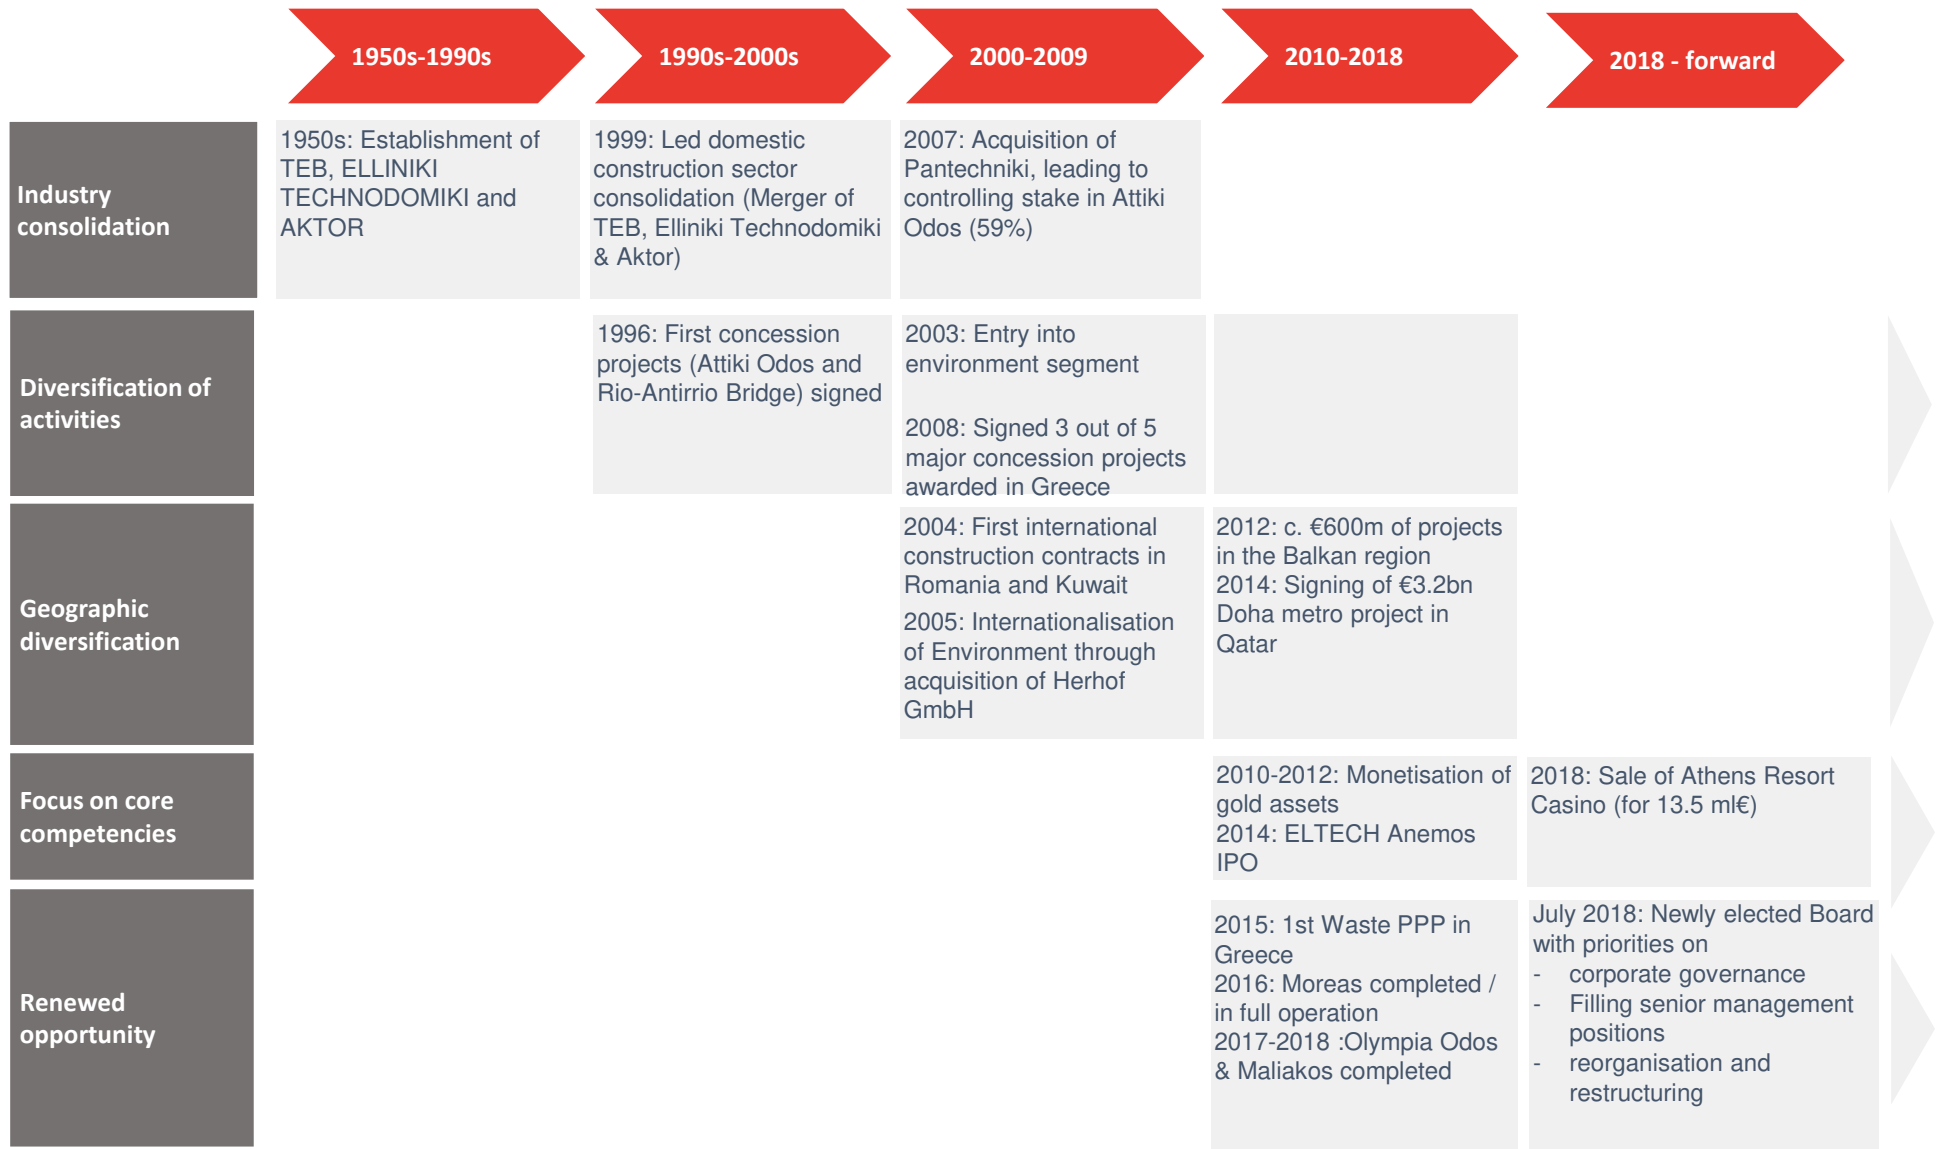 1950s-1990s
1990s-2000s
2000-2009
2010-2018
2018 - forward
Industry
consolidation
1950s: Establishment of
TEB, ELLINIKI
TECHNODOMIKI and
AKTOR
1999: Led domestic
construction sector
consolidation (Merger of
TEB, Elliniki Technodomiki
& Aktor)
2007: Acquisition of
Pantechniki, leading to
controlling stake in Attiki
Odos (59%)
Diversification of
activities
1996: First concession
projects (Attiki Odos and
Rio-Antirrio Bridge) signed
2003: Entry into
environment segment
2008: Signed 3 out of 5
major concession projects
awarded in Greece
Geographic
diversification
2004: First international
construction contracts in
Romania and Kuwait
2005: Internationalisation
of Environment through
acquisition of Herhof
GmbH
2012: c. €600m of projects
in the Balkan region
2014: Signing of €3.2bn
Doha metro project in
Qatar
Focus on core
competencies
2010-2012: Monetisation of
gold assets
2014: ELTECH Anemos
IPO
2018: Sale of Athens Resort
Casino (for 13.5 ml€)
Renewed
opportunity
2015: 1st Waste PPP in
Greece
2016: Moreas completed /
in full operation
2017-2018 :Olympia Odos
& Maliakos completed
July 2018: Newly elected Board
with priorities on
- corporate governance
- Filling senior management
positions
- reorganisation and
restructuring